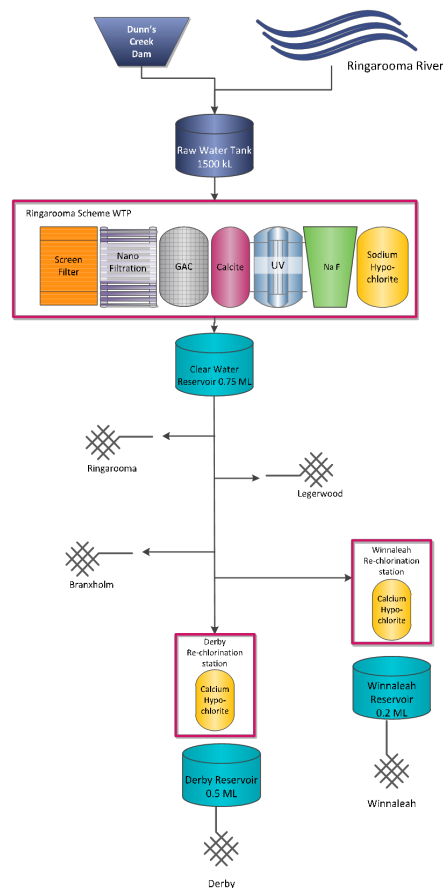 Dunn's
Creek
Dam
Ringarooma River
Raw Water Tank
1500 kL
Ringarooma Scheme WTP
Screen
Filter
Nano
Filtration
GAC
Calcite
UV
Na F
Sodium
Hypo-
chlorite
Clear Water
Reservoir 0.75 ML
Ringarooma
Legerwood
Branxholm
Winnaleah
Re-chlorination
station
Calcium
Hypo-
chlorite
Derby
Re-chlorination
station
Calcium
Hypo-
chlorite
Winnaleah
Reservoir
0.2 ML
Derby Reservoir
0.5 ML
Winnaleah
Derby